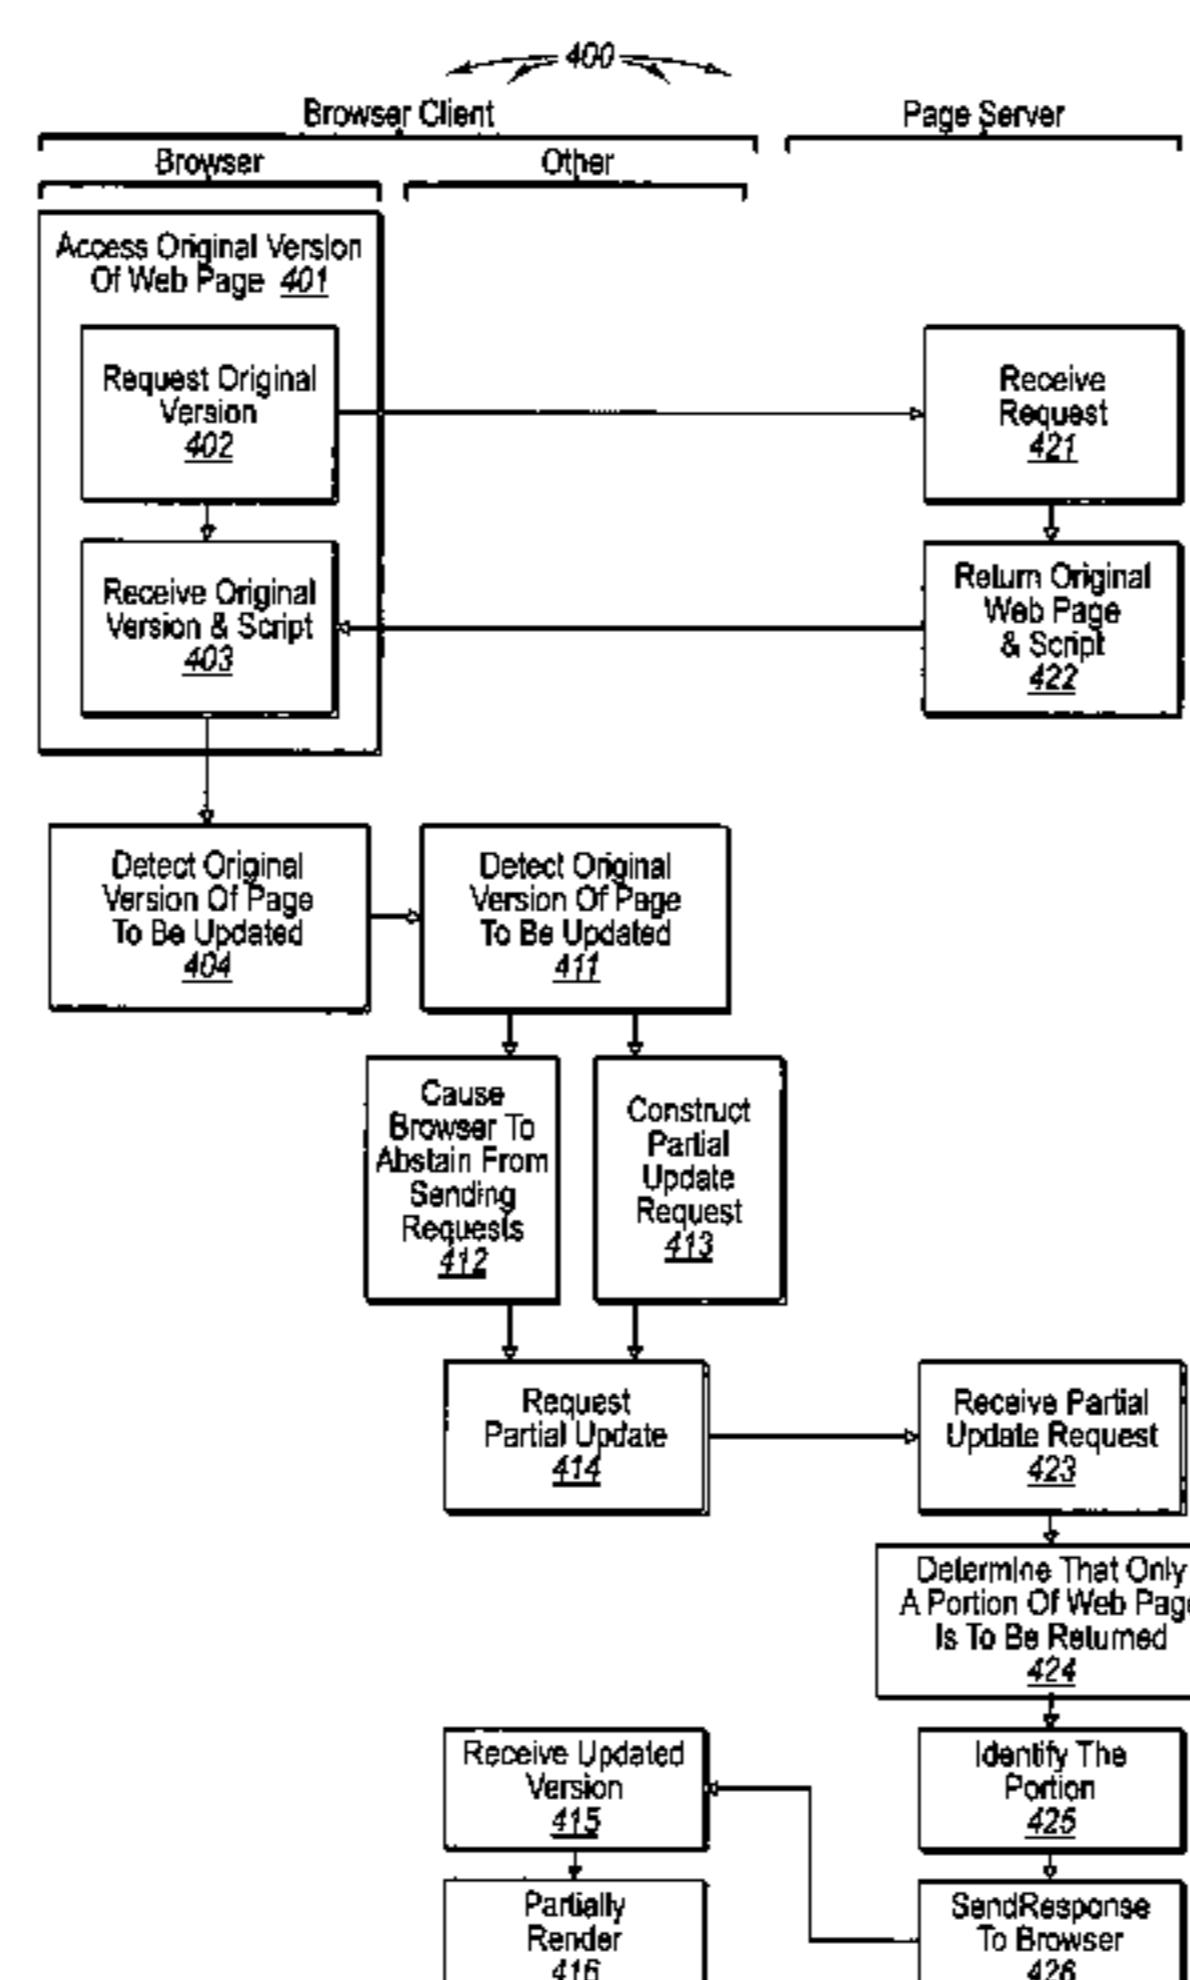 400
Browser Client
Page Server
Browser
Other
Access Original Version
Of Web Page 401
Request Original
Version
402
Receive
Request
421
Receive Original
Version & Script
403
Return Original
Web Page
& Script
422
Detect Original
Version Of Page
To Be Updated
404
Detect Original
Version Of Page
To Be Updated
411
Cause
Browser To
Abstain From
Sending
Requests
412
Construct
Partial
Update
Request
413
Request
Partial Update
414
Receive Partial
Update Request
423
Determine That Only
A Portion Of Web Page
Is To Be Returned
424
Receive Updated
Version
415
Identify The
Portion
425
Partially
Render
416
SendResponse
To Browser
426